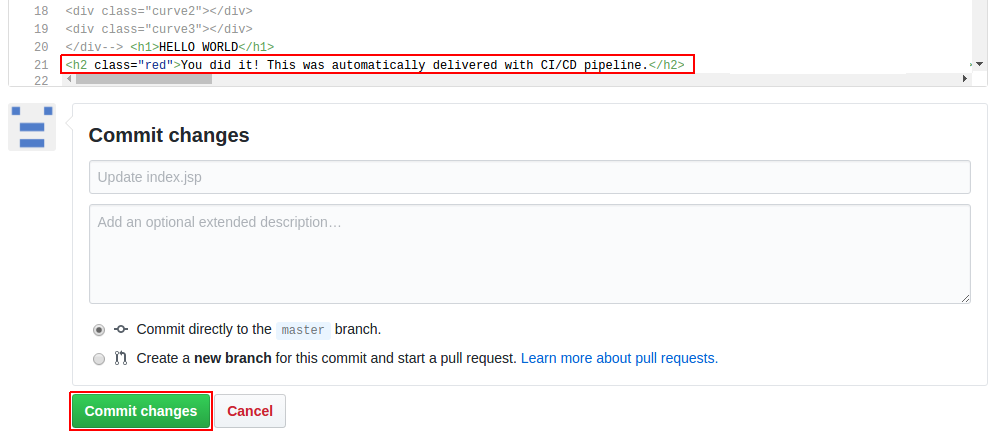 18 <div class="curve2"></div>
19 <div class="curve3"></div>
20 </div--> <h1>HELLO WORLD</h1>
21 <h2 class="red">You did it! This was automatically delivered with CI/CD pipeline.</h2>
22
Commit changes
Update index.jsp
Add an optional extended description…
Commit directly to the master branch.
Create a new branch for this commit and start a pull request. Learn more about pull requests.
Commit changes Cancel